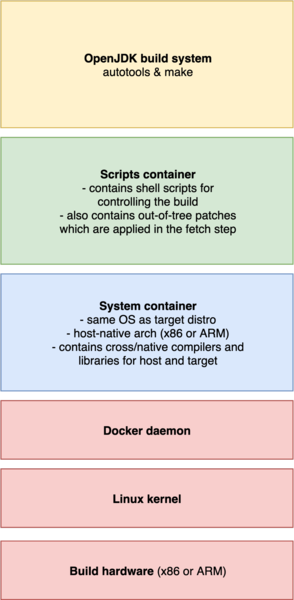 OpenJDK build system
autotools & make
Scripts container
- contains shell scripts for
controlling the build
- also contains out-of-tree patches
which are applied in the fetch step
System container
- same OS as target distro
- host-native arch (x86 or ARM)
- contains cross/native compilers and
libraries for host and target
Docker daemon
Linux kernel
Build hardware (x86 or ARM)